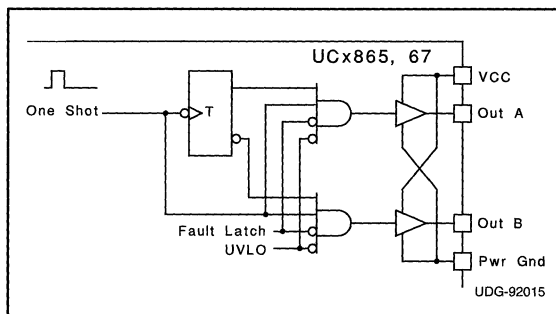 UCx865, 67
VCC
One Shot
T
Out A
Fault Latch
UVLO
Out B
Pwr Gnd
UDG-92015